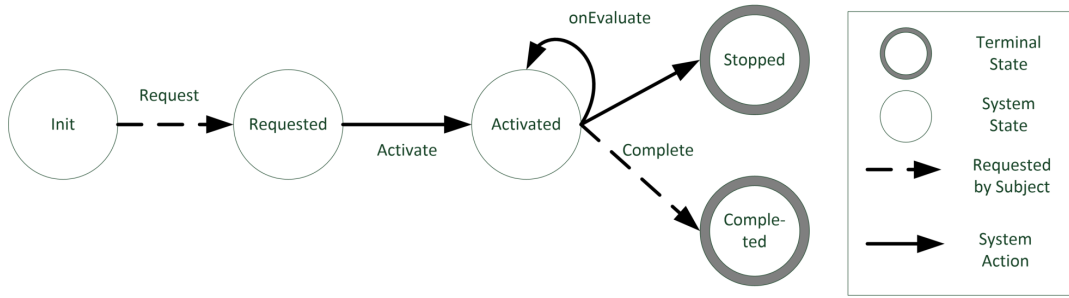 onEvaluate
Stopped
Request
Init
Requested
Activated
Activate
Complete
Comple-
ted
Terminal
State
System
State
Requested
by Subject
System
Action